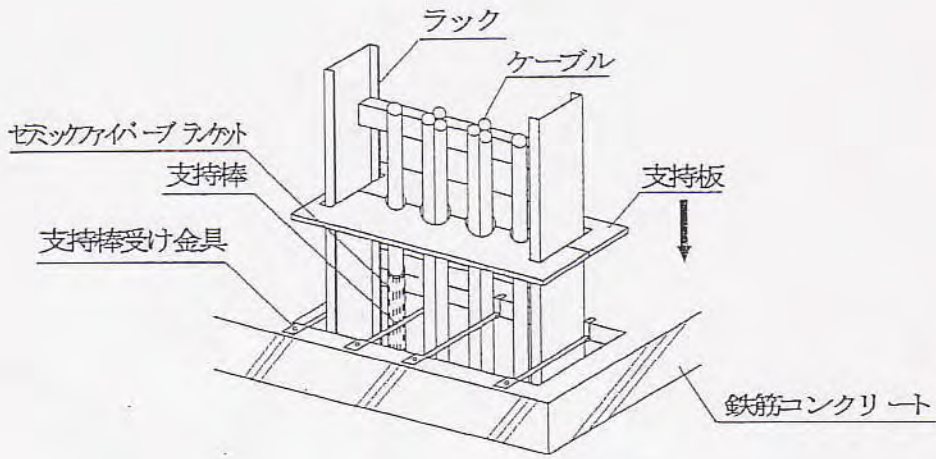 ラック
ケーブル
セラミックファイバーブランケット
支持棒
支持板
支持棒受け金具
鉄筋コンクリート